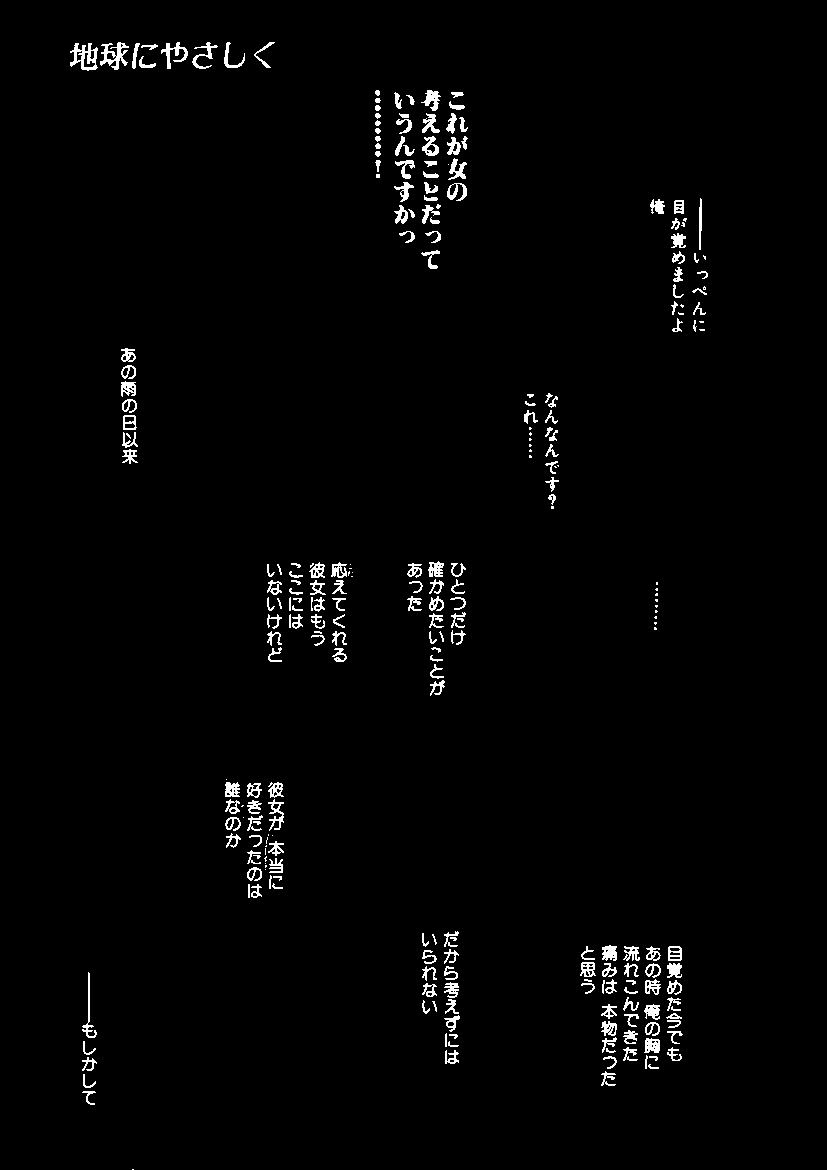 地球にやさしく
――いっぺんに
目が覚めましたよ
俺
これが女の
考えることだって
いうんですかっ
………!
なんなんです?
これ……
あの雨の日以来
………
ひとつだけ
確かめたいことが
あった
応えてくれる
彼女はもう
ここには
いないけれど
彼女が 本当に
好きだったのは
誰なのか
目覚めた今でも
あの時 俺の胸に
流れこんできた
痛みは 本物だった
と思う
だから考えずには
いられない
――もしかして